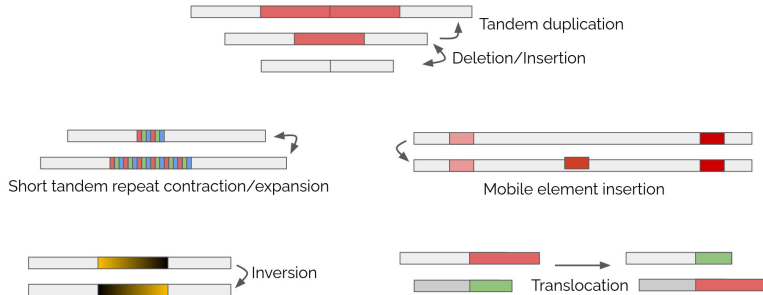 Tandem duplication
Deletion/Insertion
Short tandem repeat contraction/expansion
Mobile element insertion
Inversion
Translocation